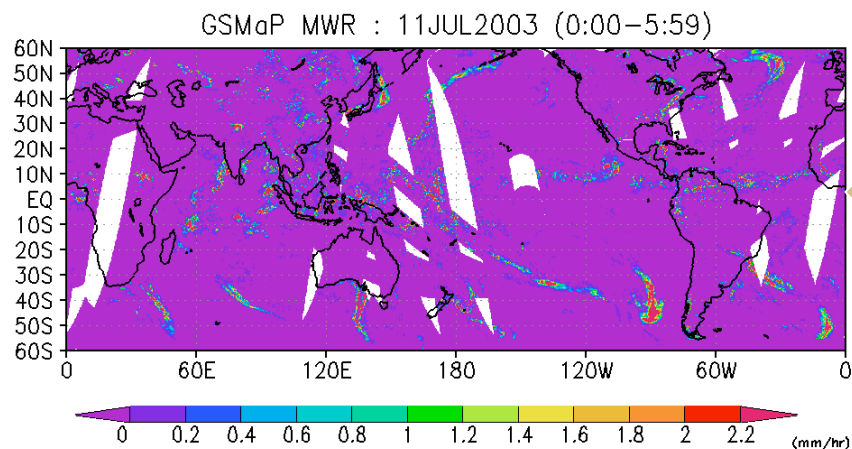 GSMaP MWR : 11JUL2003 (0:00-5:59)
60N
50N
40N
30N
20N
10N
EQ
10S
20S
30S
40S
50S
60S
0 60E 120E 180 120W 60W 0
0 0.2 0.4 0.6 0.8 1 1.2 1.4 1.6 1.8 2 2.2
(mm/hr)